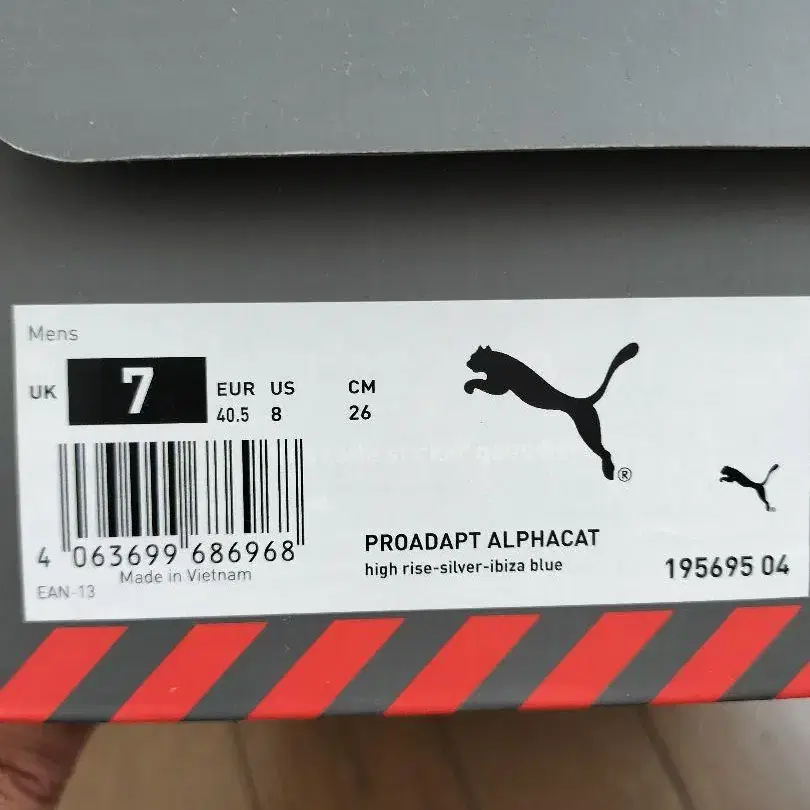 Mens
UK 7 EUR US CM
40.5 8 26
4 063699 686968
Made in Vietnam
EAN-13
®
PROADAPT ALPHACAT
high rise-silver-ibiza blue
195695 04